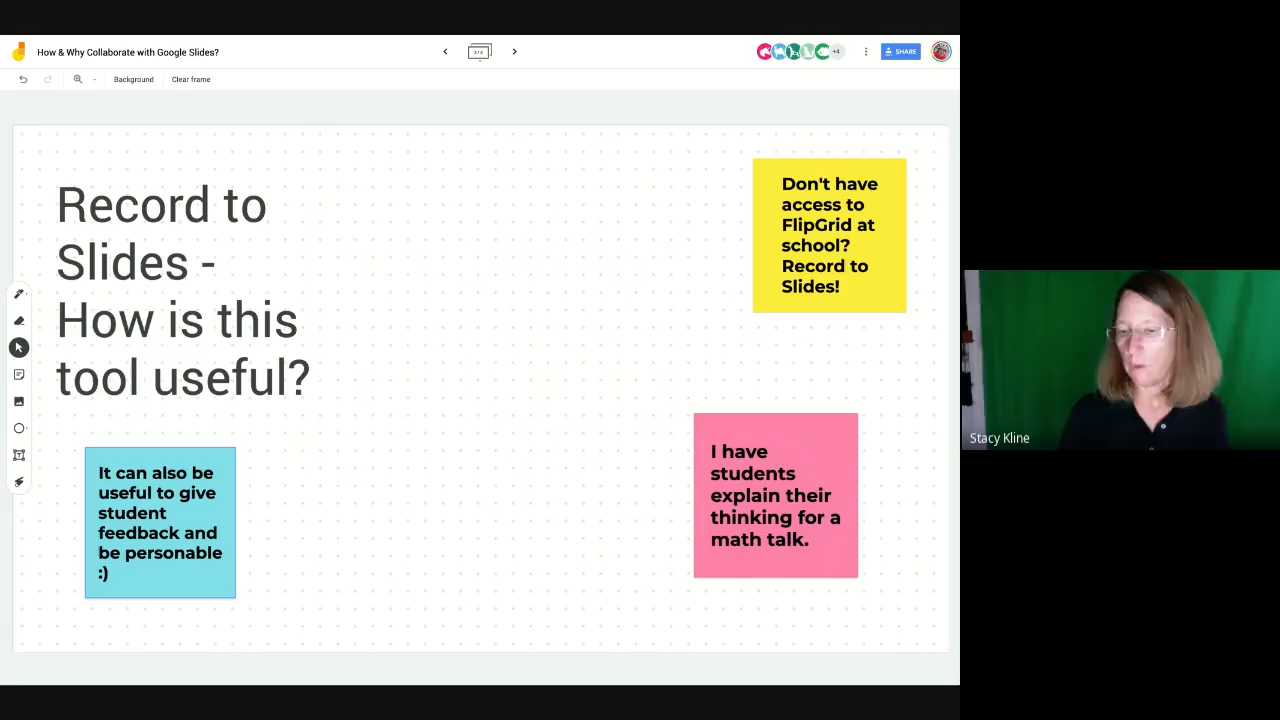 How & Why Collaborate with Google Slides?
+4
SHARE
Background
Clear frame
Record to
Slides -
How is this
tool useful?
Don't have
access to
FlipGrid at
school?
Record to
Slides!
It can also be
useful to give
student
feedback and
be personable
:)
I have
students
explain their
thinking for a
math talk.
Stacy Kline